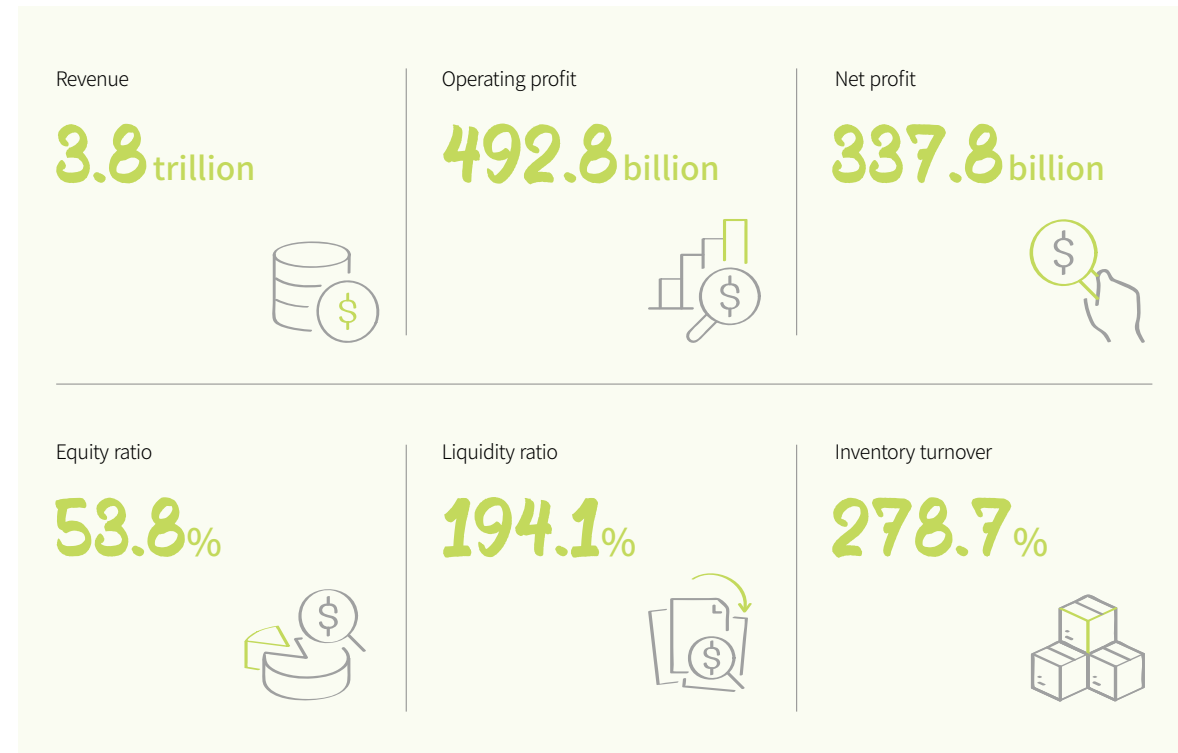 Revenue
3.8 trillion
Operating profit
492.8 billion
Net profit
337.8 billion
$
$
$
Equity ratio
53.8%
Liquidity ratio
194.1%
Inventory turnover
278.7%
$
$